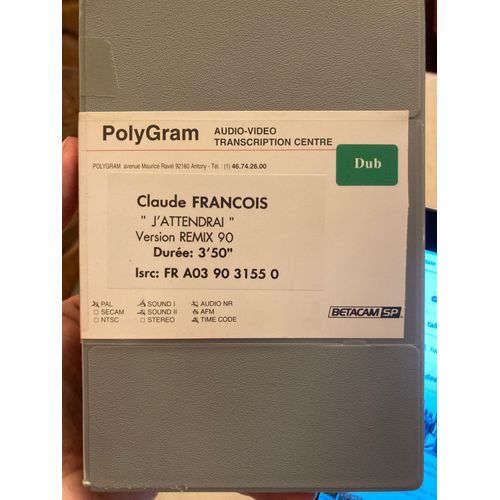 PolyGram AUDIO-VIDEO
TRANSCRIPTION CENTRE
POLYGRAM avenue Maurice Ravel 92160 Antony - Tél. : (1) 46.74.26.00
Dub
Claude FRANCOIS
" J'ATTENDRAI "
Version REMIX 90
Durée: 3'50"
Isrc: FR A03 90 3155 0
PAL SOUND I AUDIO NR
SECAM SOUND II AFM
NTSC STEREO TIME CODE
BETACAM SP